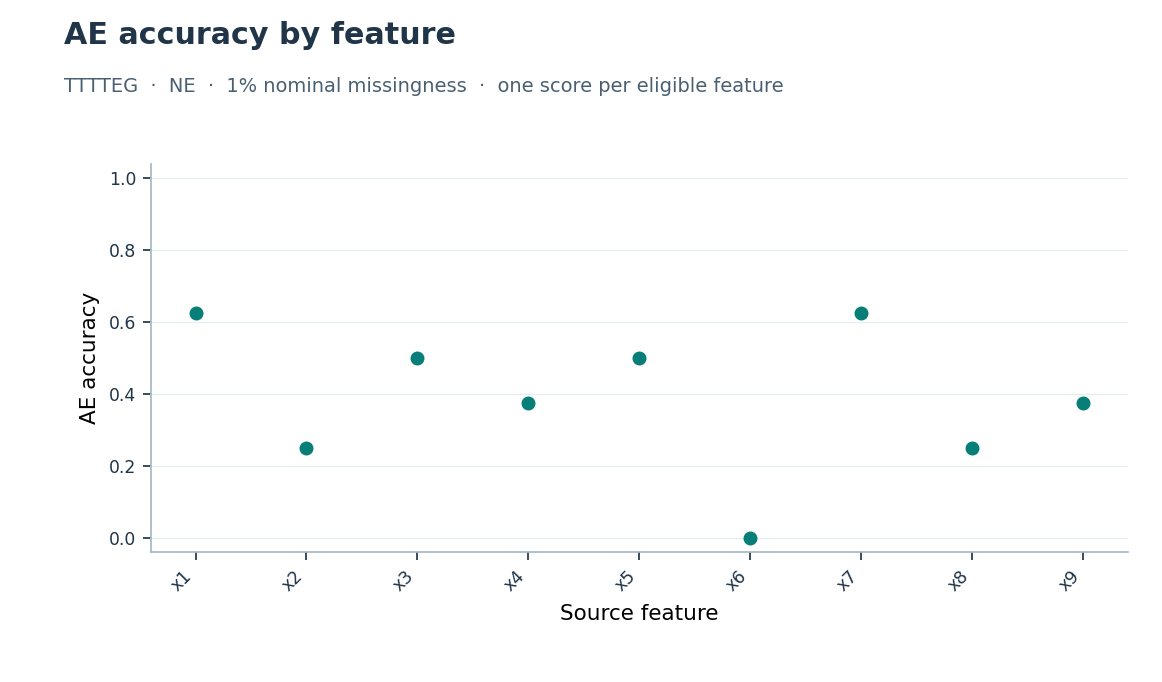 AE accuracy by feature
TTTTEG · NE · 1% nominal missingness · one score per eligible feature
1.0
0.8
0.6
0.4
0.2
0.0
AE accuracy
x1 x2 x3 x4 x5 x6 x7 x8 x9
Source feature